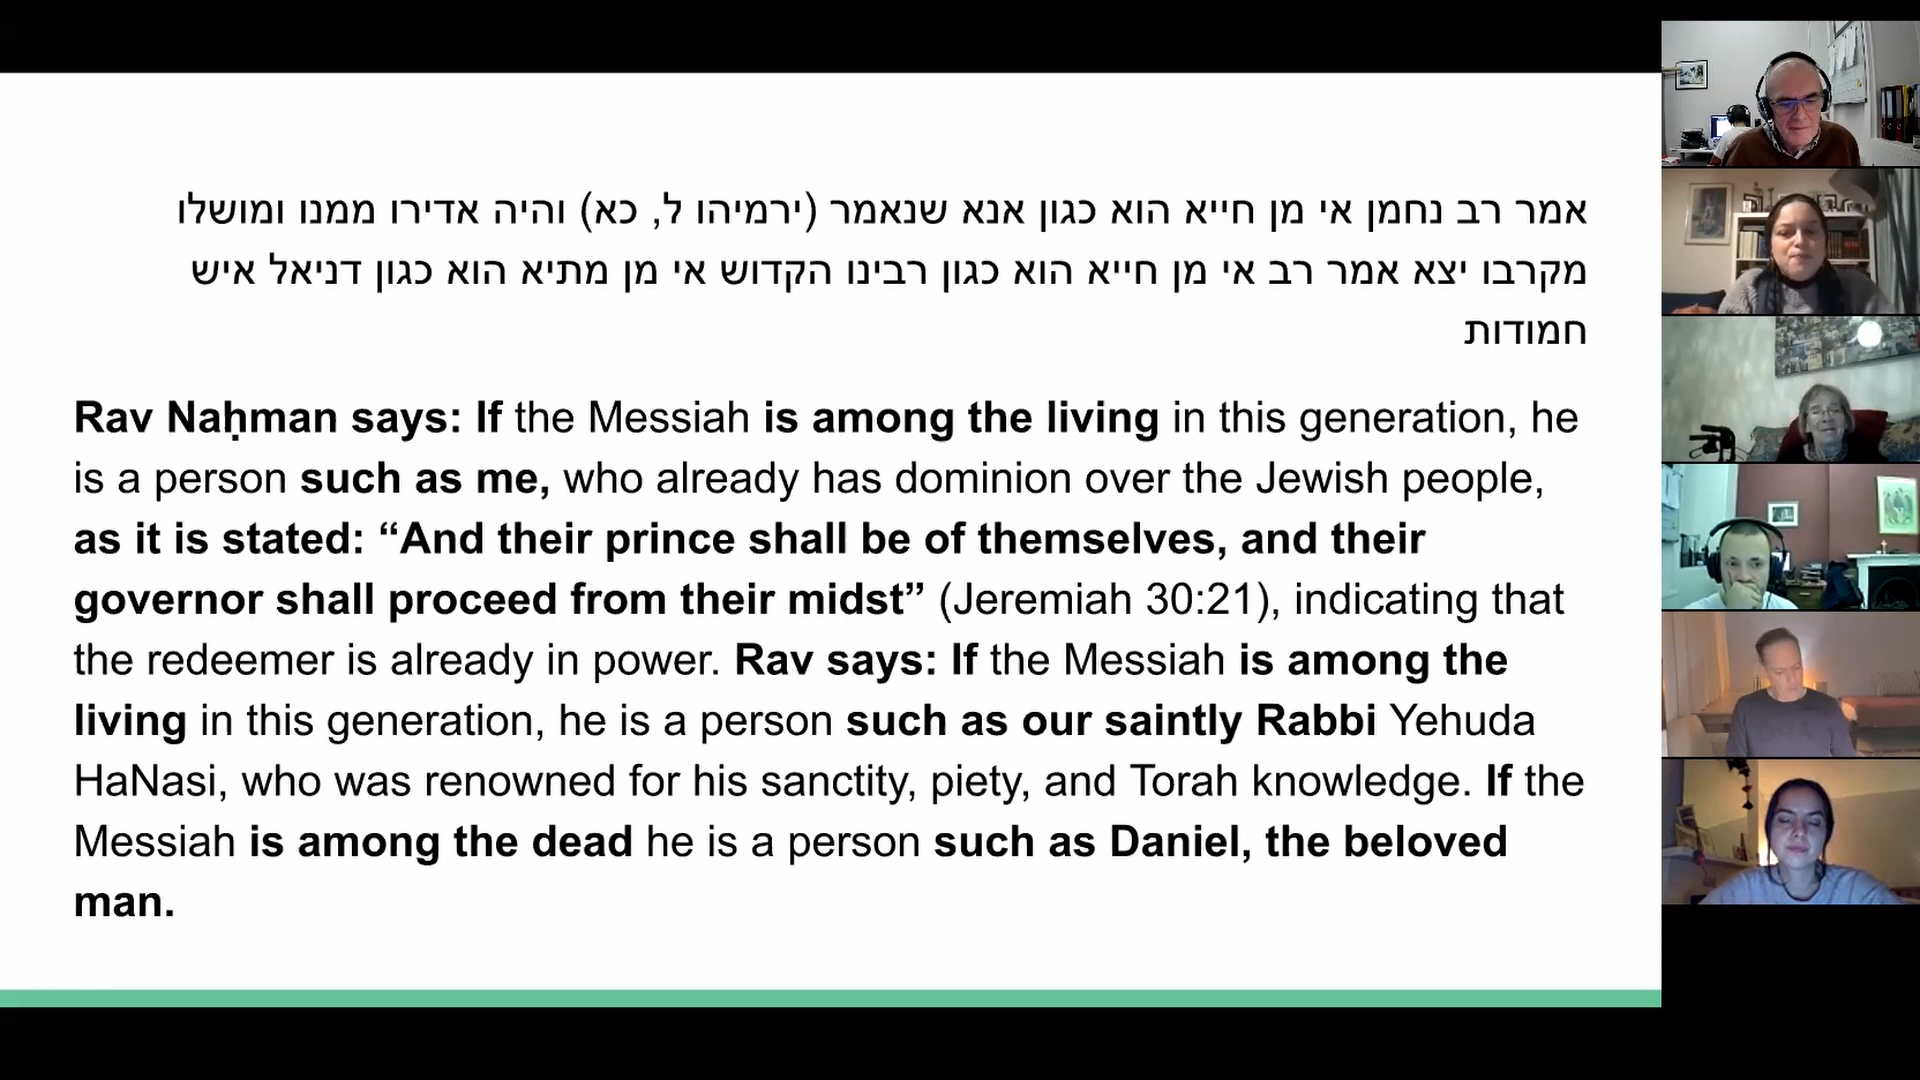 אמר רב נחמן אי מן חייא הוא כגון אנא שנאמר (ירמיהו ל, כא) והיה אדירו ממנו ומושלו
מקרבו יצא אמר רב אי מן חייא הוא כגון רבינו הקדוש אי מן מתיא הוא כגון דניאל איש
חמודות
Rav Naḥman says: If the Messiah is among the living in this generation, he
is a person such as me, who already has dominion over the Jewish people,
as it is stated: “And their prince shall be of themselves, and their
governor shall proceed from their midst” (Jeremiah 30:21), indicating that
the redeemer is already in power. Rav says: If the Messiah is among the
living in this generation, he is a person such as our saintly Rabbi Yehuda
HaNasi, who was renowned for his sanctity, piety, and Torah knowledge. If the
Messiah is among the dead he is a person such as Daniel, the beloved
man.